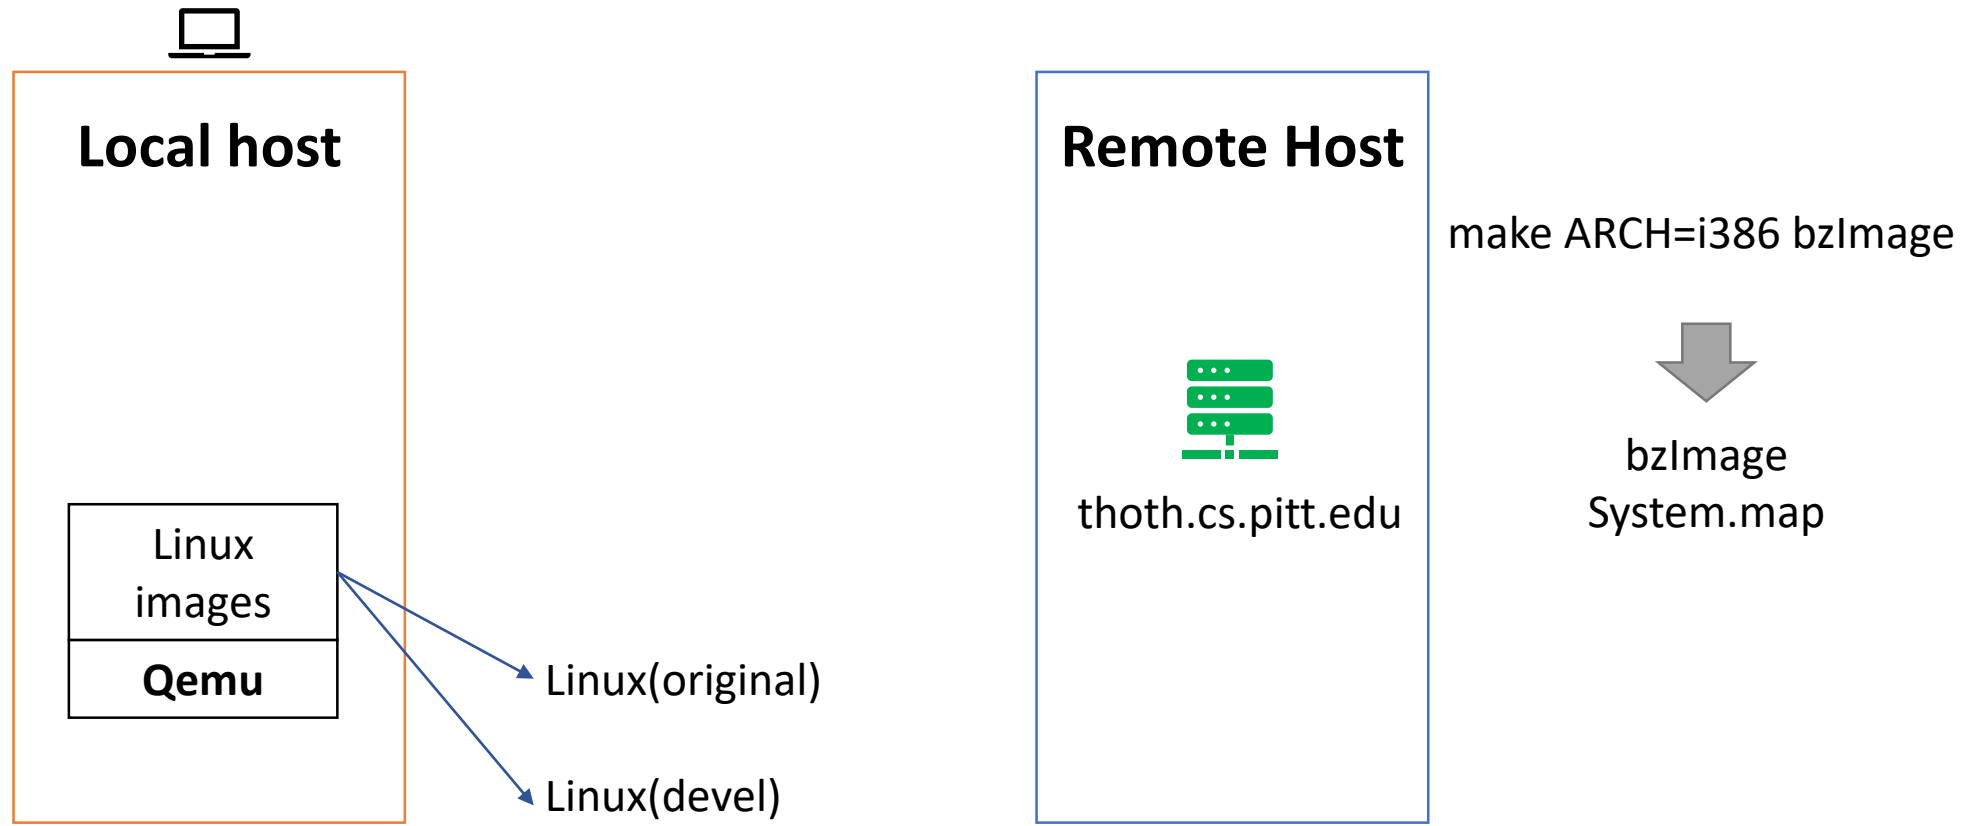 Local host
Linux
images
Qemu
Linux(original)
Linux(devel)
Remote Host
thoth.cs.pitt.edu
make ARCH=i386 bzImage
bzImage
System.map